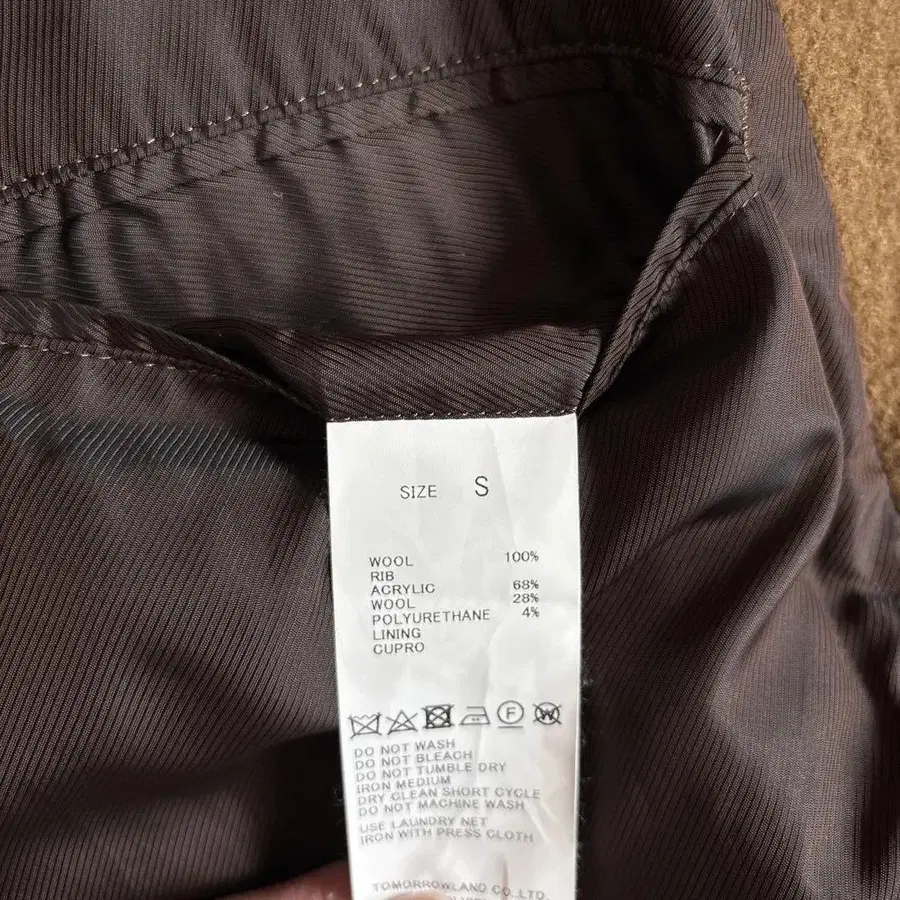 SIZE S
WOOL 100%
RIB
ACRYLIC 68%
WOOL 28%
POLYURETHANE 4%
LINING
CUPRO
F W
DO NOT WASH
DO NOT BLEACH
DO NOT TUMBLE DRY
IRON MEDIUM
DRY CLEAN SHORT CYCLE
DO NOT MACHINE WASH
USE LAUNDRY NET
IRON WITH PRESS CLOTH
TOMORROWLAND CO.,LTD.